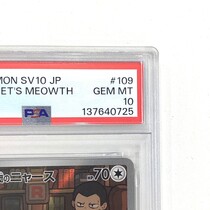 MON SV10 JP #109
ET'S MEOWTH GEM MT
10
PSA 137640725
のニャース 70
R